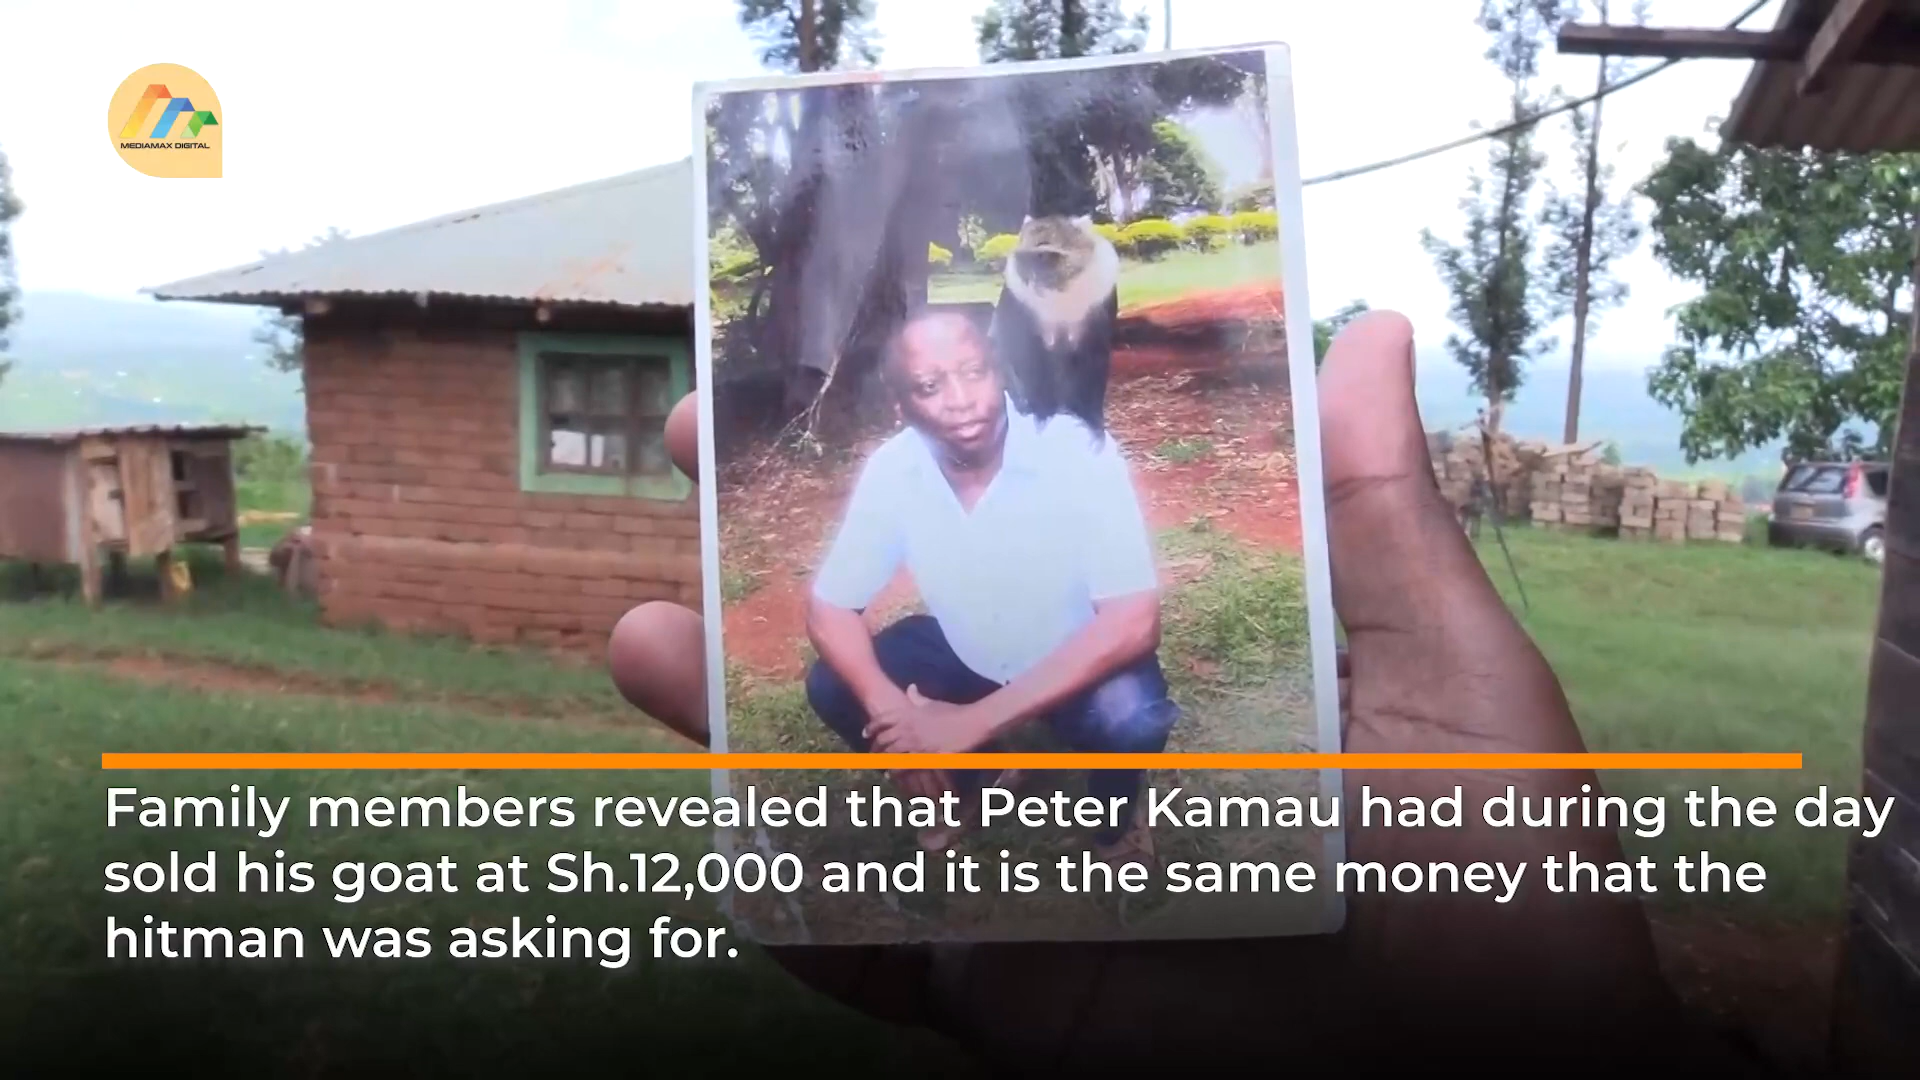 MEDIAMAX DIGITAL
Family members revealed that Peter Kamau had during the day
sold his goat at Sh.12,000 and it is the same money that the
hitman was asking for.